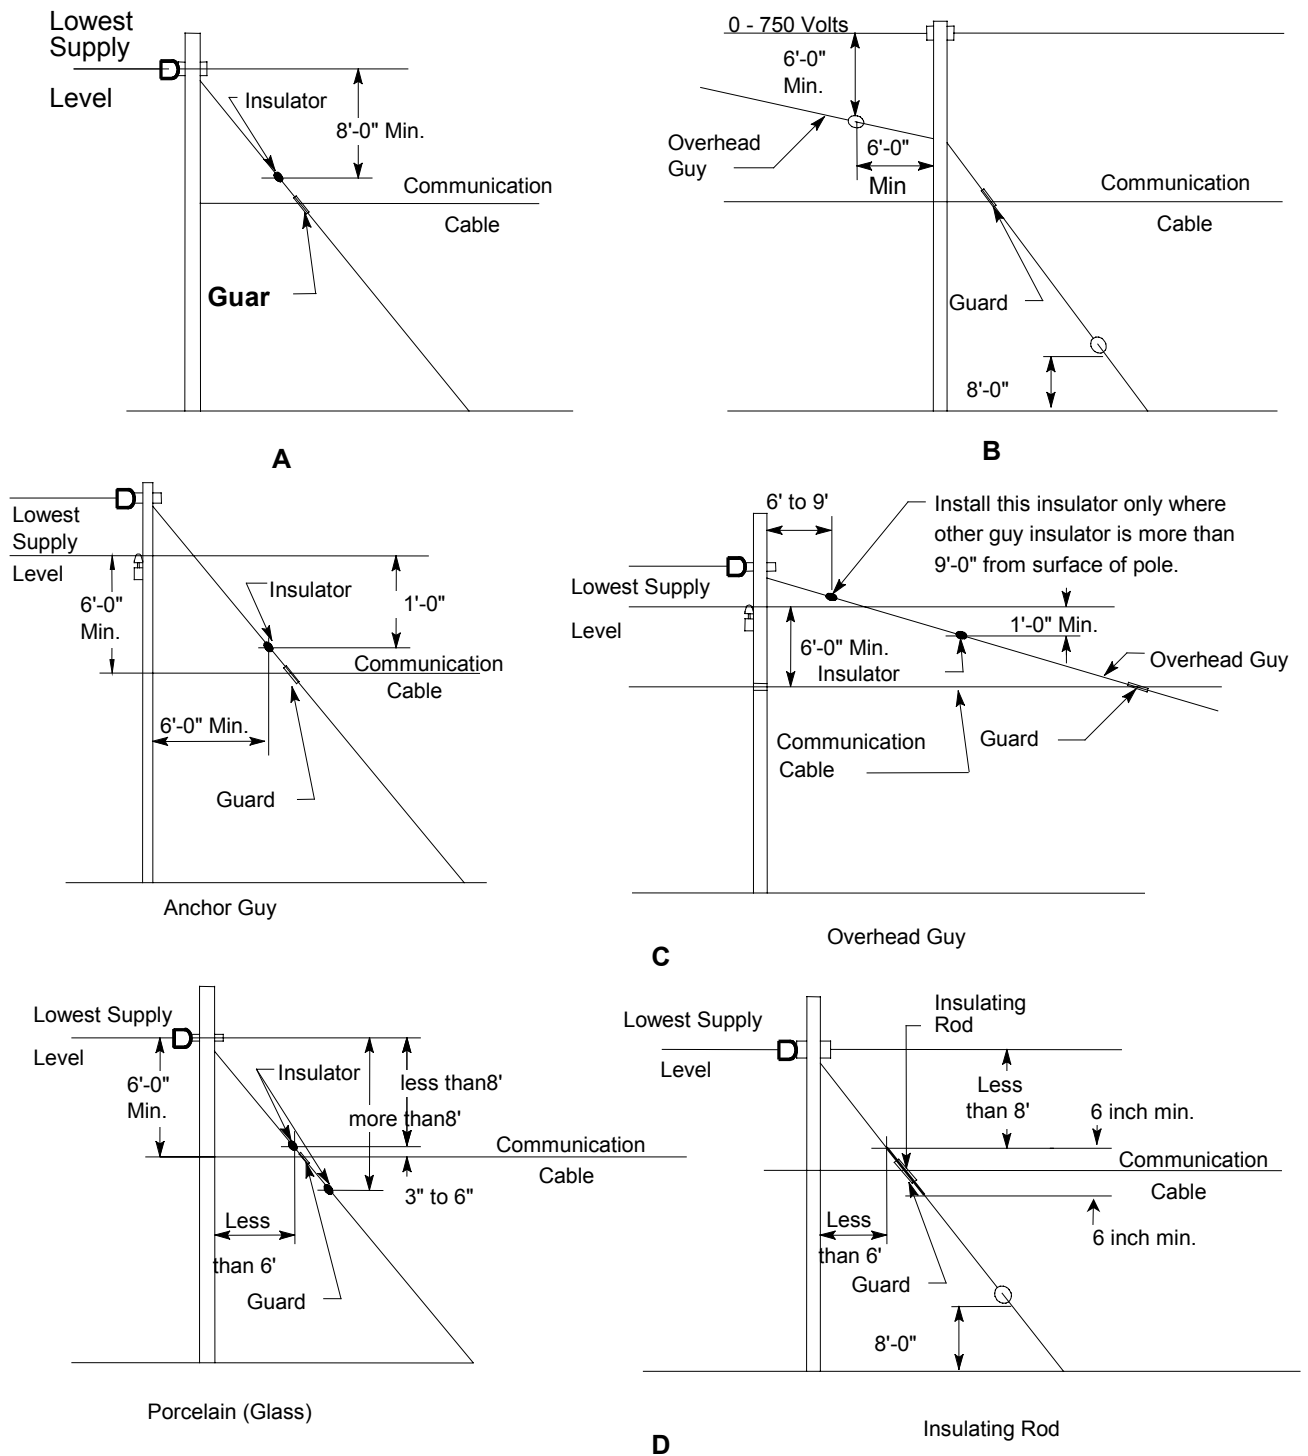 Lowest
Supply
Level
Insulator
8'-0" Min.
Communication
Cable
Guar
A
0 - 750 Volts
6'-0"
Min.
Overhead
Guy
6'-0"
Min
Communication
Cable
Guard
8'-0"
B
Lowest
Supply
Level
6'-0"
Min.
Insulator
1'-0"
Communication
Cable
6'-0" Min.
Guard
Anchor Guy
6' to 9'
Install this insulator only where
other guy insulator is more than
9'-0" from surface of pole.
Lowest Supply
Level
1'-0" Min.
6'-0" Min.
Insulator
Overhead Guy
Communication
Cable
Guard
Overhead Guy
C
Lowest Supply
Level
6'-0"
Min.
Insulator
less than8'
more than8'
Communication
Cable
3" to 6"
Less
than 6'
Guard
Porcelain (Glass)
Lowest Supply
Level
Insulating
Rod
Less
than 8'
6 inch min.
Communication
Cable
6 inch min.
Less
than 6'
Guard
8'-0"
Insulating Rod
D